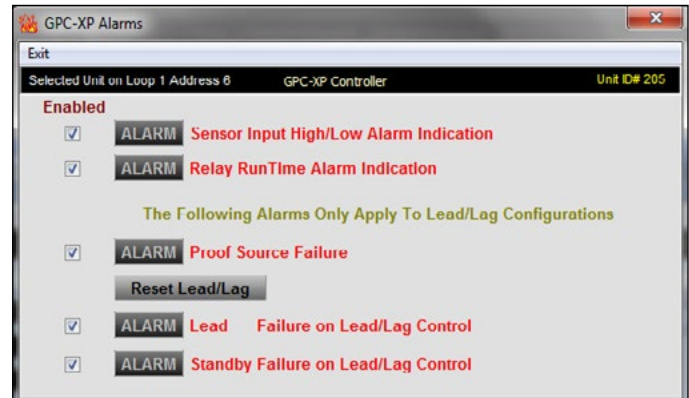 GPC-XP Alarms
Exit
Selected Unit on Loop 1 Address 6 GPC-XP Controller Unit ID# 205
Enabled
ALARM Sensor Input High/Low Alarm Indication
ALARM Relay RunTime Alarm Indication
The Following Alarms Only Apply To Lead/Lag Configurations
ALARM Proof Source Failure
Reset Lead/Lag
ALARM Lead Failure on Lead/Lag Control
ALARM Standby Failure on Lead/Lag Control